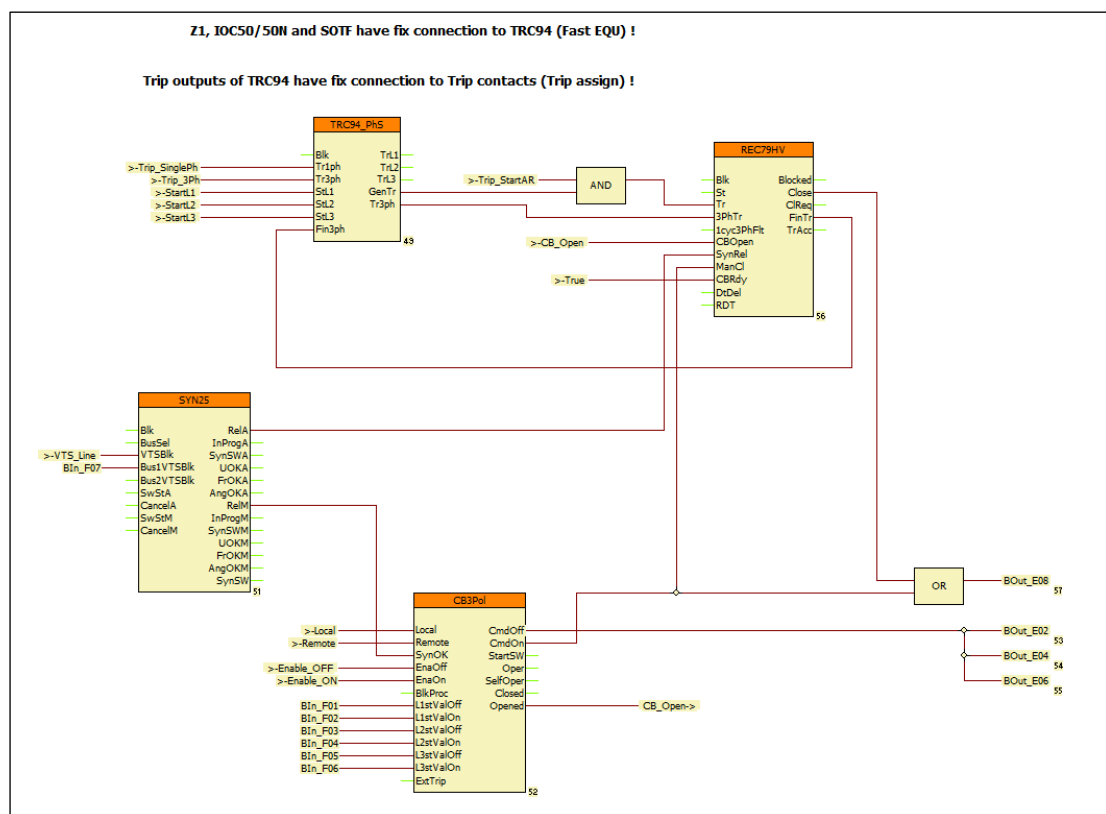 Z1, IOC50/50N and SOTF have fix connection to TRC94 (Fast EQU) !
Trip outputs of TRC94 have fix connection to Trip contacts (Trip assign) !
TRC94_PhS
Blk
Tr1ph
Tr3ph
StL1
StL2
StL3
Fin3ph
TrL1
TrL2
TrL3
GenTr
Tr3ph
49
>-Trip_SinglePh
>-Trip_3Ph
>-StartL1
>-StartL2
>-StartL3
>-Trip_StartAR
AND
>-CB_Open
>-True
REC79HV
Blk
St
Tr
3PhTr
1cyc3PhFlt
CBOpen
SynRel
ManCl
CBRdy
DtDel
RDT
Blocked
Close
ClReq
FinTr
TrAcc
56
SYN25
Blk
BusSel
VTSBlk
Bus1VTSBlk
Bus2VTSBlk
SwStA
CancelA
SwStM
CancelM
RelA
InProgA
SynSWA
UOKA
FrOKA
AngOKA
RelM
InProgM
SynSWM
UOKM
FrOKM
AngOKM
SynSW
51
>-VTS_Line
BIn_F07
CB3Pol
Local
Remote
SynOK
EnaOff
EnaOn
BlkProc
L1stValOff
L1stValOn
L2stValOff
L2stValOn
L3stValOff
L3stValOn
ExtTrip
CmdOff
CmdOn
StartSW
Oper
SelfOper
Closed
Opened
52
>-Local
>-Remote
>-Enable_OFF
>-Enable_ON
BIn_F01
BIn_F02
BIn_F03
BIn_F04
BIn_F05
BIn_F06
CB_Open->
OR
BOut_E08
57
BOut_E02
53
BOut_E04
54
BOut_E06
55